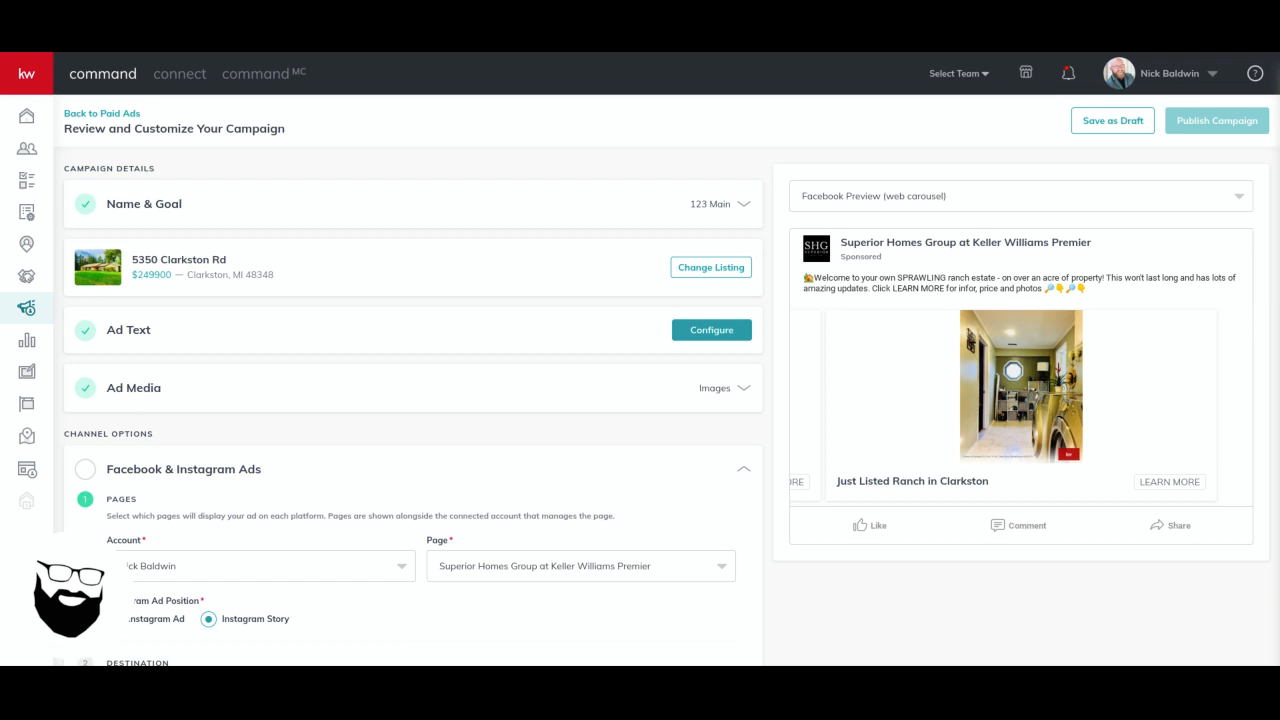 kw
command
connect
command MC
Select Team
Nick Baldwin
?
Back to Paid Ads
Review and Customize Your Campaign
Save as Draft
Publish Campaign
CAMPAIGN DETAILS
Name & Goal
123 Main
5350 Clarkston Rd
$249900 — Clarkston, MI 48348
Change Listing
Ad Text
Configure
Ad Media
Images
CHANNEL OPTIONS
Facebook & Instagram Ads
1 PAGES
Select which pages will display your ad on each platform. Pages are shown alongside the connected account that manages the page.
Account*
ck Baldwin
Page*
Superior Homes Group at Keller Williams Premier
ram Ad Position*
nstagram Ad
Instagram Story
2 DESTINATION
Facebook Preview (web carousel)
SHG
SUPERIOR
Superior Homes Group at Keller Williams Premier
Sponsored
🏡Welcome to your own SPRAWLING ranch estate - on over an acre of property! This won't last long and has lots of
amazing updates. Click LEARN MORE for infor, price and photos 🔎👇🔎👇
kw
ORE
Just Listed Ranch in Clarkston
LEARN MORE
Like
Comment
Share